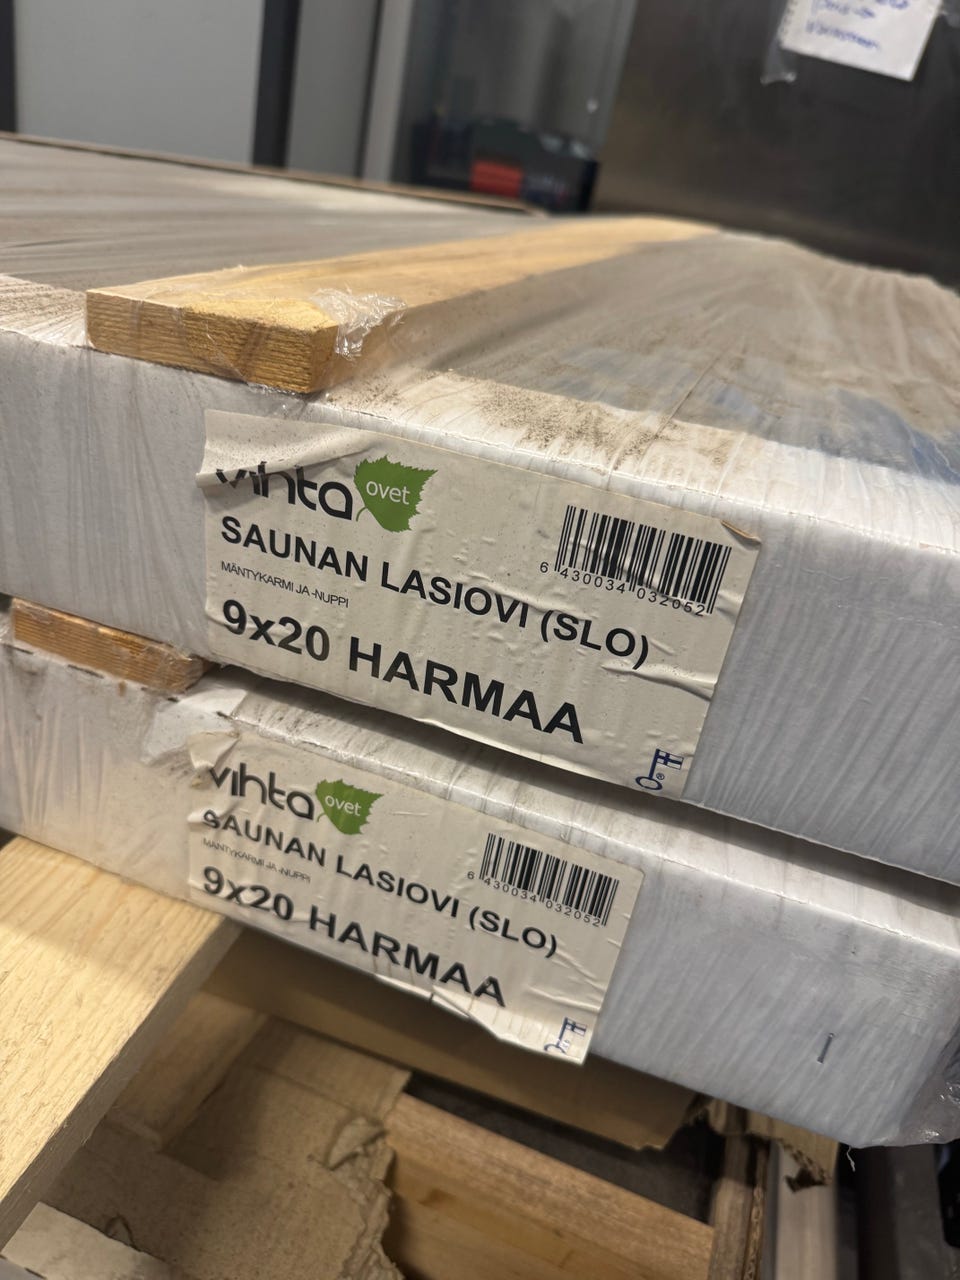 vihta ovet
SAUNAN LASIOVI (SLO)
MÄNTYKARMI JA -NUPPI
9x20 HARMAA
6 430034 032052
®
vihta ovet
SAUNAN LASIOVI (SLO)
MÄNTYKARMI JA -NUPPI
9x20 HARMAA
6 430034 032052